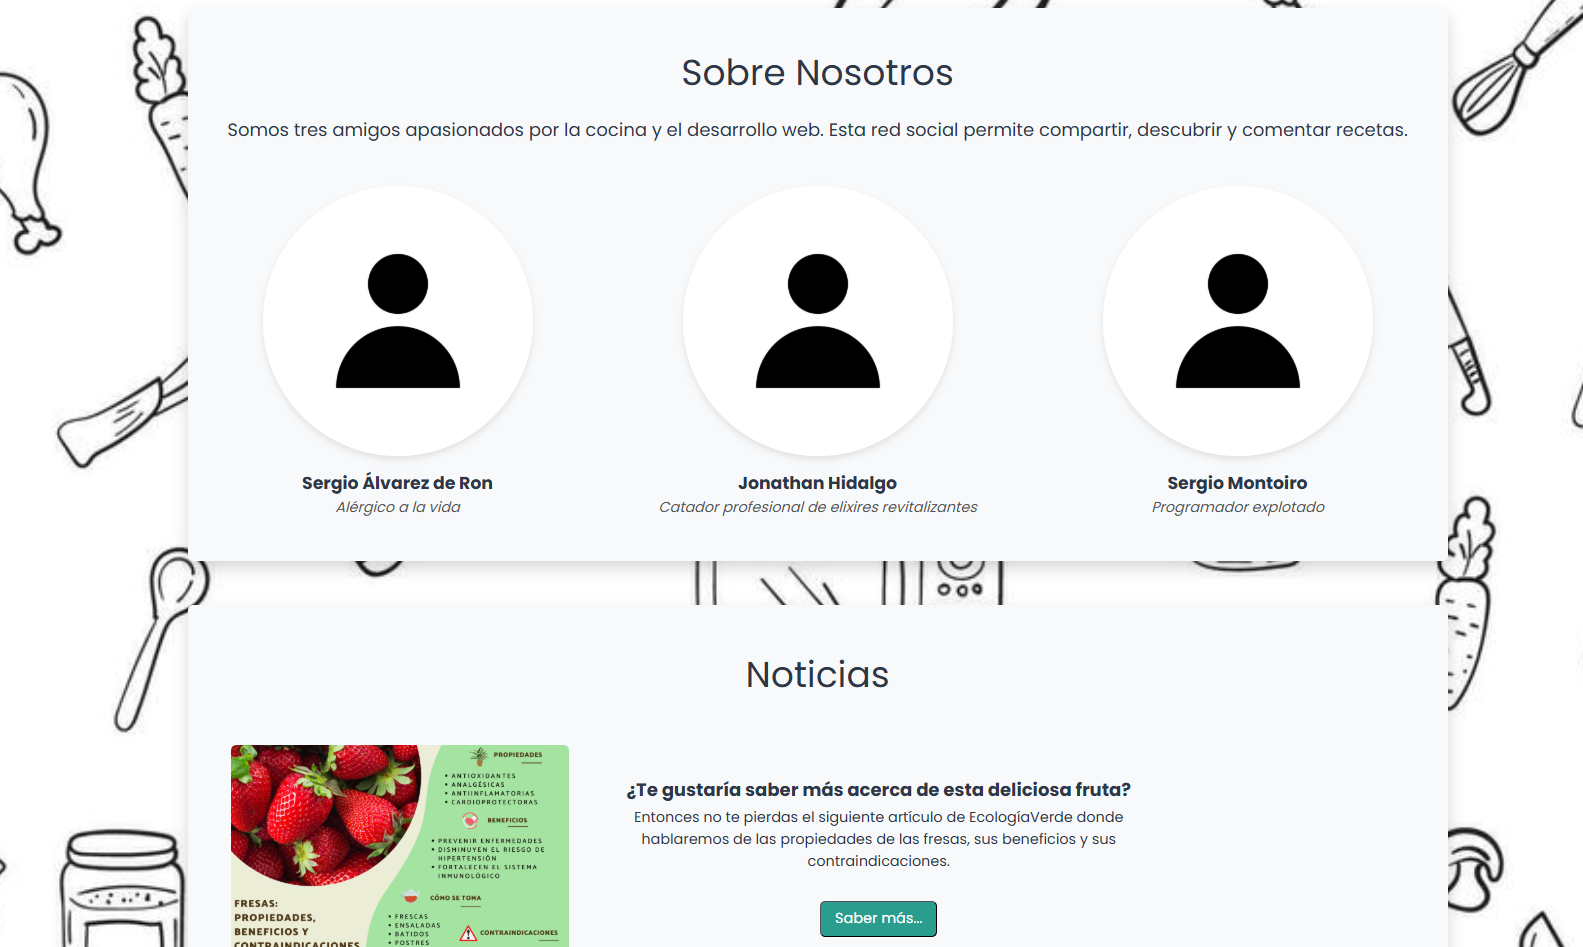 Sobre Nosotros
Somos tres amigos apasionados por la cocina y el desarrollo web. Esta red social permite compartir, descubrir y comentar recetas.
Sergio Álvarez de Ron
Alérgico a la vida
Jonathan Hidalgo
Catador profesional de elixires revitalizantes
Sergio Montoiro
Programador explotado
Noticias
PROPIEDADES
• ANTIOXIDANTES
• ANALGÉSICAS
• ANTIINFLAMATORIAS
• CARDIOPROTECTORAS
BENEFICIOS
• PREVENIR ENFERMEDADES
• DISMINUYEN EL RIESGO DE
HIPERTENSIÓN
• FORTALECEN EL SISTEMA
INMUNOLÓGICO
CÓMO SE TOMA
• FRESCAS
• ENSALADAS
• BATIDOS
• POSTRES
CONTRAINDICACIONES
FRESAS:
PROPIEDADES,
BENEFICIOS Y
CONTRAINDICACIONES
¿Te gustaría saber más acerca de esta deliciosa fruta?
Entonces no te pierdas el siguiente artículo de EcologíaVerde donde
hablaremos de las propiedades de las fresas, sus beneficios y sus
contraindicaciones.
Saber más...